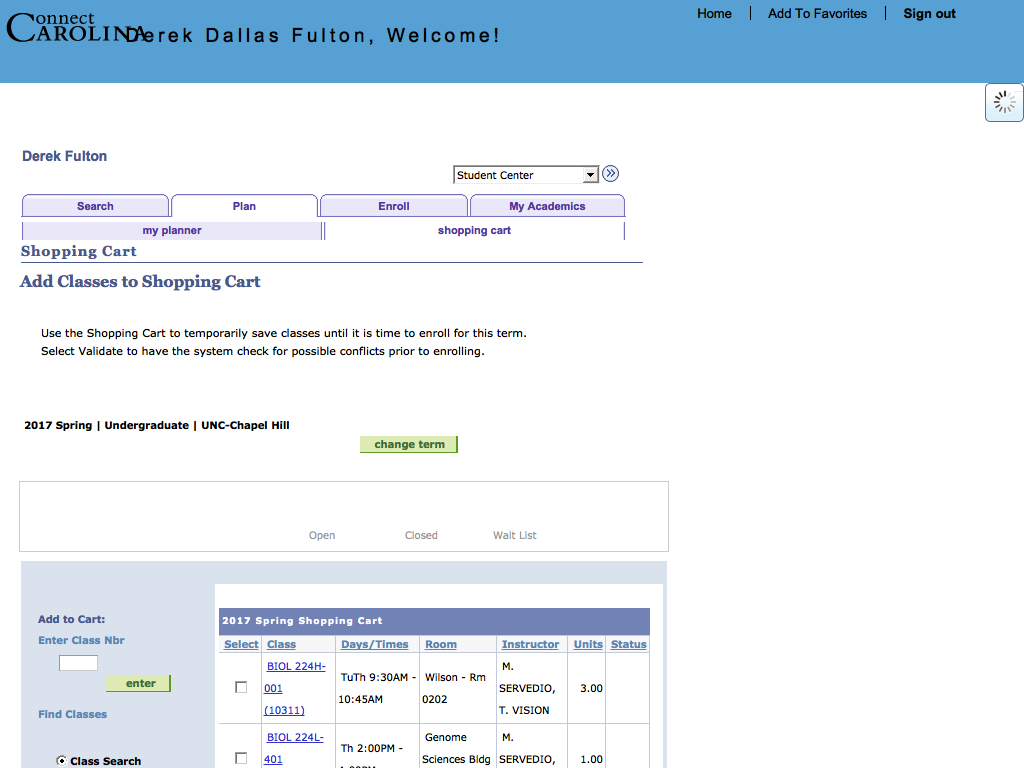 Connect
CAROLINA
Derek Dallas Fulton, Welcome!
Home | Add To Favorites | Sign out
Derek Fulton
Student Center
Search Plan Enroll My Academics
my planner shopping cart
Shopping Cart
Add Classes to Shopping Cart
Use the Shopping Cart to temporarily save classes until it is time to enroll for this term.
Select Validate to have the system check for possible conflicts prior to enrolling.
2017 Spring | Undergraduate | UNC-Chapel Hill
change term
Open Closed Wait List
Add to Cart:
Enter Class Nbr
enter
Find Classes
Class Search
2017 Spring Shopping Cart
Select Class Days/Times Room Instructor Units Status
BIOL 224H-
001
(10311)
TuTh 9:30AM -
10:45AM
Wilson - Rm
0202
M.
SERVEDIO,
T. VISION
3.00
BIOL 224L-
401
Th 2:00PM -
Genome
Sciences Bldg
M.
SERVEDIO,
1.00